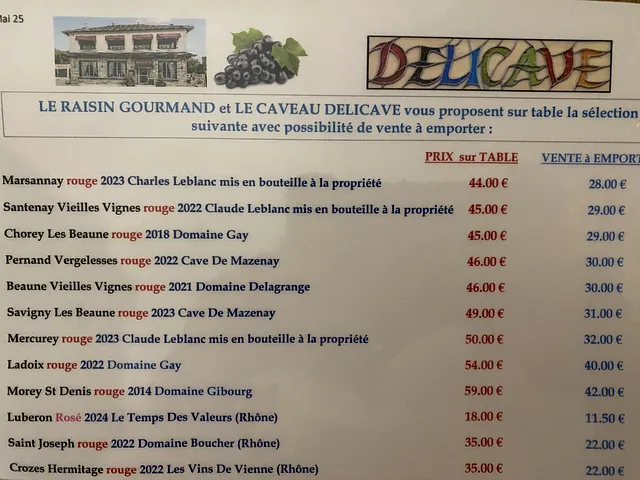 Mai 25
DELICAVE
LE RAISIN GOURMAND et LE CAVEAU DELICAVE vous proposent sur table la sélection
suivante avec possibilité de vente à emporter :
PRIX sur TABLE VENTE à EMPORT
Marsannay rouge 2023 Charles Leblanc mis en bouteille à la propriété 44.00 € 28.00 €
Santenay Vieilles Vignes rouge 2022 Claude Leblanc mis en bouteille à la propriété 45.00 € 29.00 €
Chorey Les Beaune rouge 2018 Domaine Gay 45.00 € 29.00 €
Pernand Vergelesses rouge 2022 Cave De Mazenay 46.00 € 30.00 €
Beaune Vieilles Vignes rouge 2021 Domaine Delagrange 46.00 € 30.00 €
Savigny Les Beaune rouge 2023 Cave De Mazenay 49.00 € 31.00 €
Mercurey rouge 2023 Claude Leblanc mis en bouteille à la propriété 50.00 € 32.00 €
Ladoix rouge 2022 Domaine Gay 54.00 € 40.00 €
Morey St Denis rouge 2014 Domaine Gibourg 59.00 € 42.00 €
Luberon Rosé 2024 Le Temps Des Valeurs (Rhône) 18.00 € 11.50 €
Saint Joseph rouge 2022 Domaine Boucher (Rhône) 35.00 € 22.00 €
Crozes Hermitage rouge 2022 Les Vins De Vienne (Rhône) 35.00 € 22.00 €